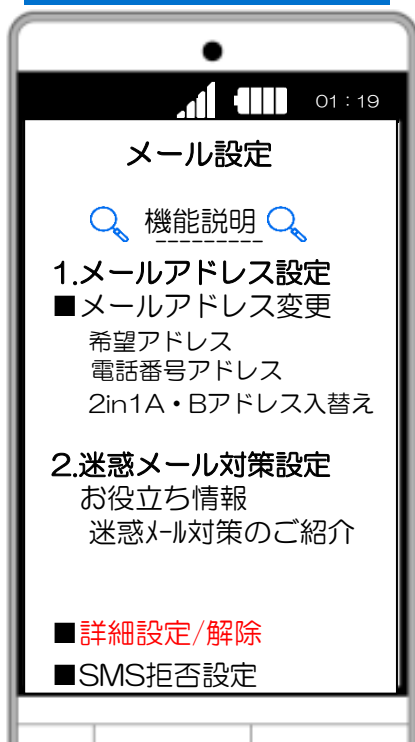 01：19
メール設定
機能説明
1.メールアドレス設定
■メールアドレス変更
希望アドレス
電話番号アドレス
2in1A・Bアドレス入替え
2.迷惑メール対策設定
お役立ち情報
迷惑ﾒｰﾙ対策のご紹介
■詳細設定/解除
■SMS拒否設定